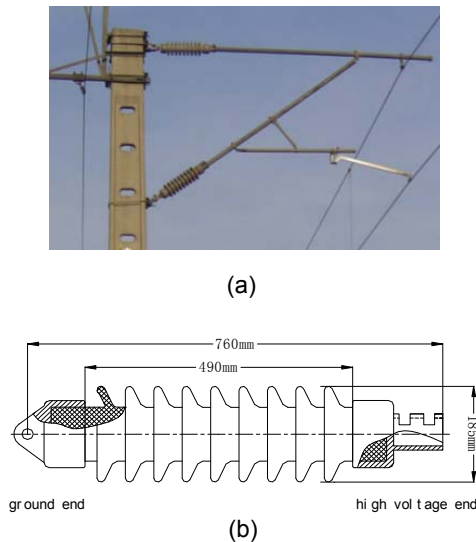 (a)
760mm
490mm
185mm
ground end
high voltage end
(b)